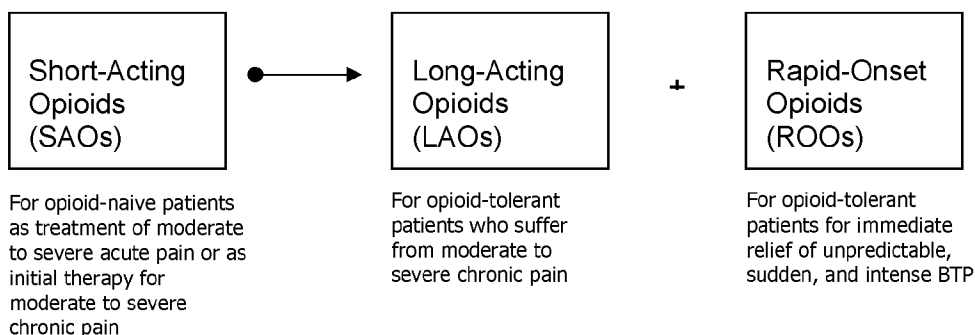 Short-Acting
Opioids
(SAOs)
Long-Acting
Opioids
(LAOs)
+
Rapid-Onset
Opioids
(ROOs)
For opioid-naive patients
as treatment of moderate
to severe acute pain or as
initial therapy for
moderate to severe
chronic pain
For opioid-tolerant
patients who suffer
from moderate to
severe chronic pain
For opioid-tolerant
patients for immediate
relief of unpredictable,
sudden, and intense BTP